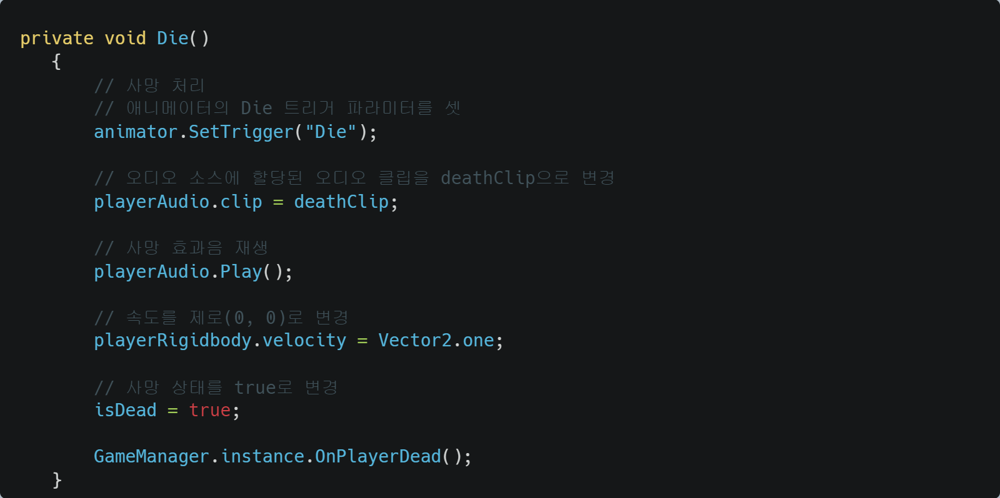 private void Die()
{
// 사망 처리
// 애니메이터의 Die 트리거 파라미터를 셋
animator.SetTrigger("Die");
// 오디오 소스에 할당된 오디오 클립을 deathClip으로 변경
playerAudio.clip = deathClip;
// 사망 효과음 재생
playerAudio.Play();
// 속도를 제로(0, 0)로 변경
playerRigidbody.velocity = Vector2.one;
// 사망 상태를 true로 변경
isDead = true;
GameManager.instance.OnPlayerDead();
}